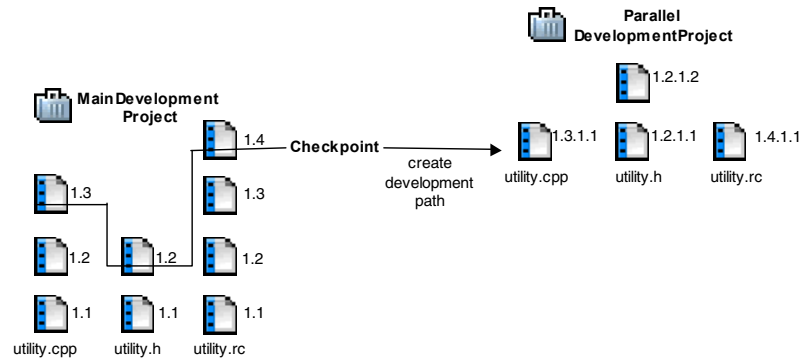 Parallel
DevelopmentProject
1.2.1.2
MainDevelopment
Project
1.4
Checkpoint
create
development
path
1.3.1.1
1.2.1.1
1.4.1.1
utility.cpp
utility.h
utility.rc
1.3
1.3
1.2
1.2
1.2
1.1
1.1
1.1
utility.cpp
utility.h
utility.rc